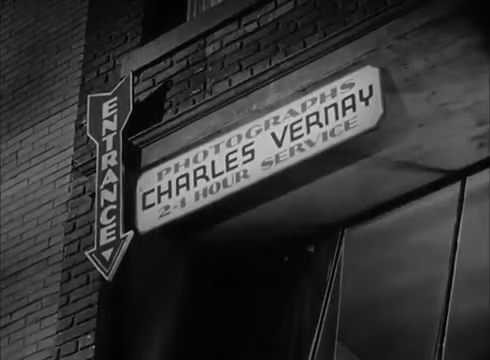 ENTRANCE
PHOTOGRAPHS
CHARLES VERNAY
24 HOUR SERVICE